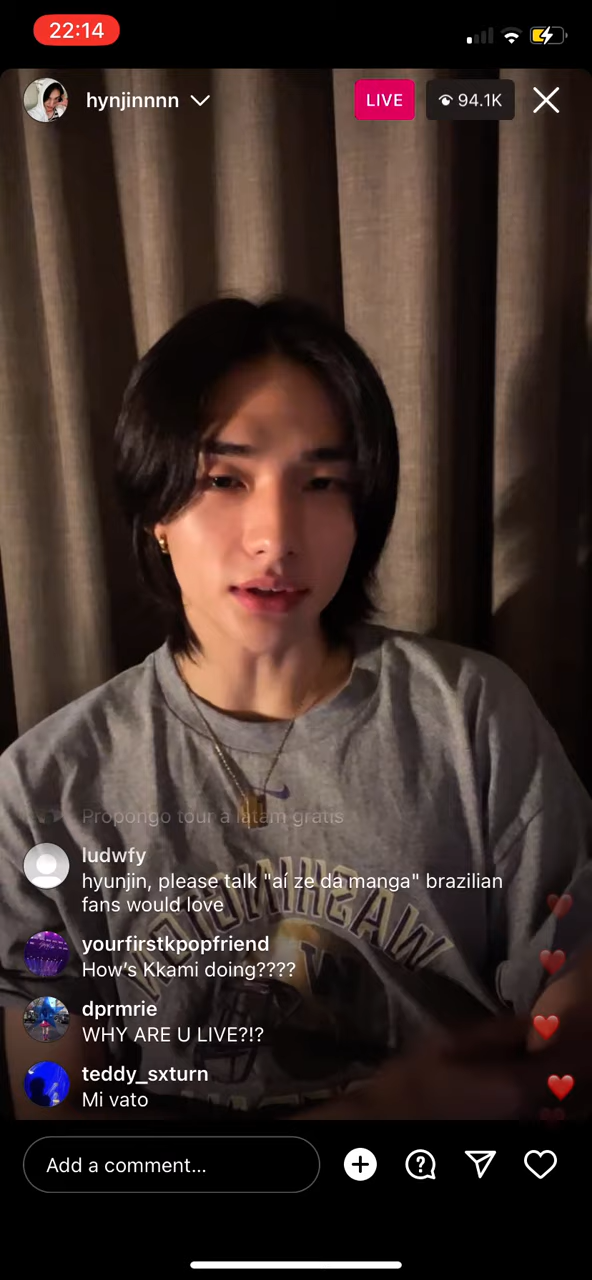 22:14
hynjinnnn
LIVE
94.1K
Propongo tour a latam gratis
ludwfy
hyunjin, please talk "aí ze da manga" brazilian
fans would love
WASHINGTON
W
yourfirstkpopfriend
How's Kkami doing????
dprmrie
WHY ARE U LIVE?!?
teddy_sxturn
Mi vato
Add a comment...